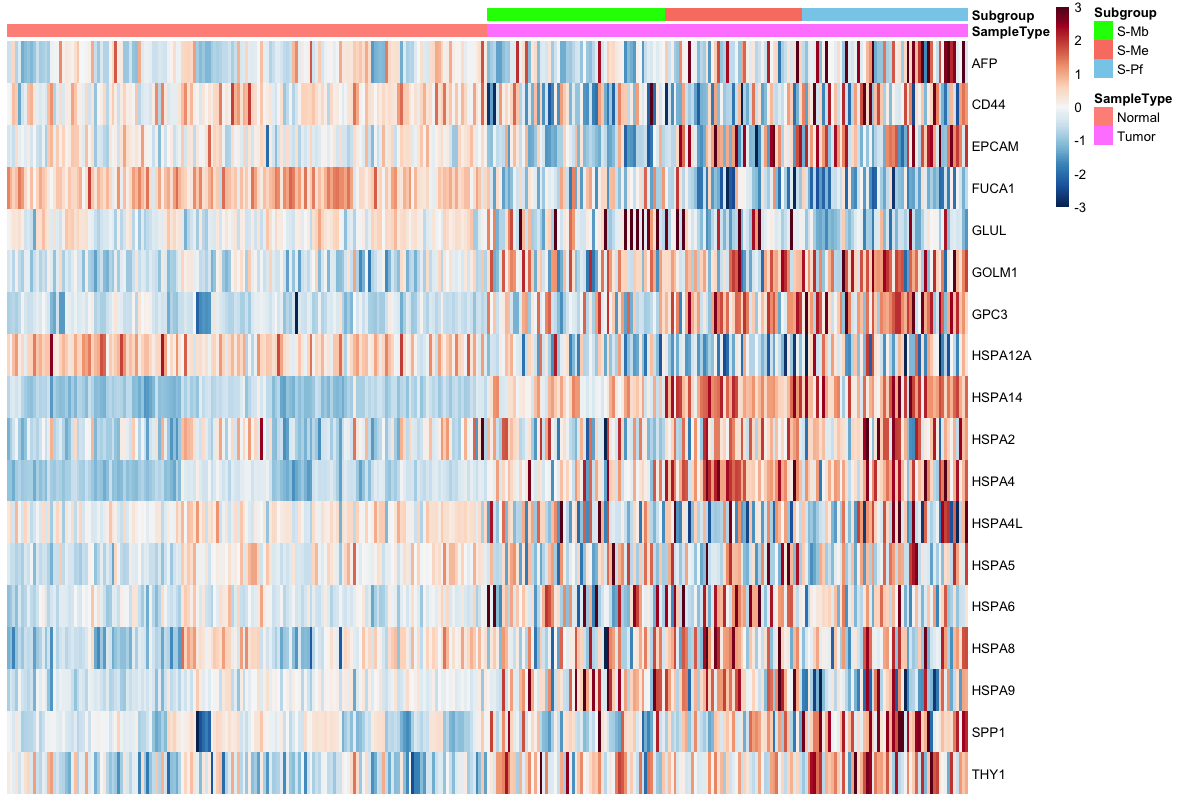 Subgroup
SampleType
AFP
CD44
EPCAM
FUCA1
GLUL
GOLM1
GPC3
HSPA12A
HSPA14
HSPA2
HSPA4
HSPA4L
HSPA5
HSPA6
HSPA8
HSPA9
SPP1
THY1
3
2
1
0
-1
-2
-3
Subgroup
S-Mb
S-Me
S-Pf
SampleType
Normal
Tumor